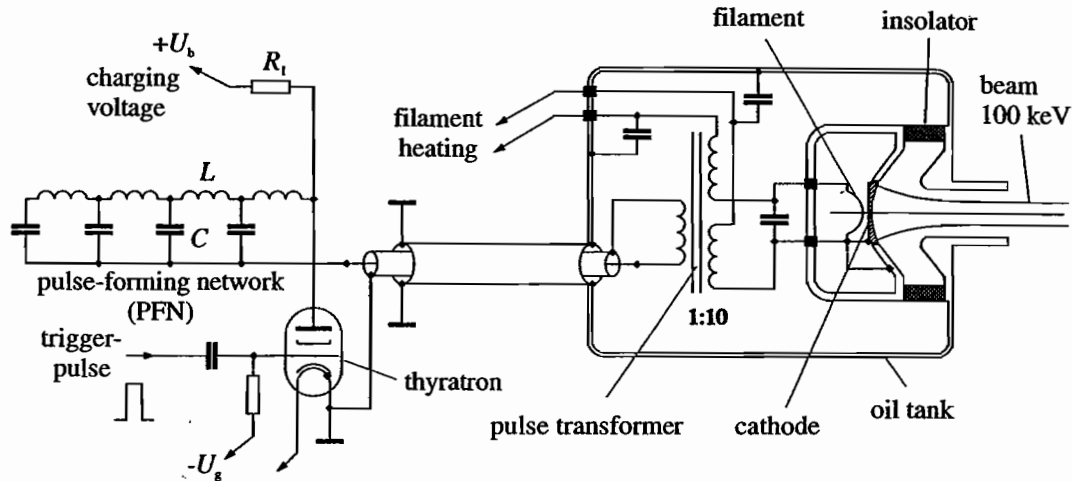 +U_b
charging
voltage
R_1
L
C
pulse-forming network
(PFN)
trigger-
pulse
-U_g
thyratron
filament
heating
1:10
pulse transformer
cathode
oil tank
filament
insolator
beam
100 keV